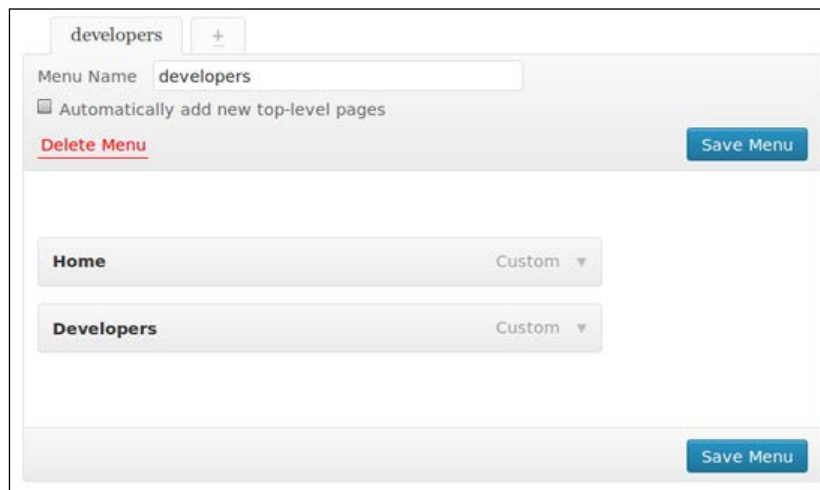 developers +
Menu Name developers
Automatically add new top-level pages
Delete Menu Save Menu
Home Custom
Developers Custom
Save Menu